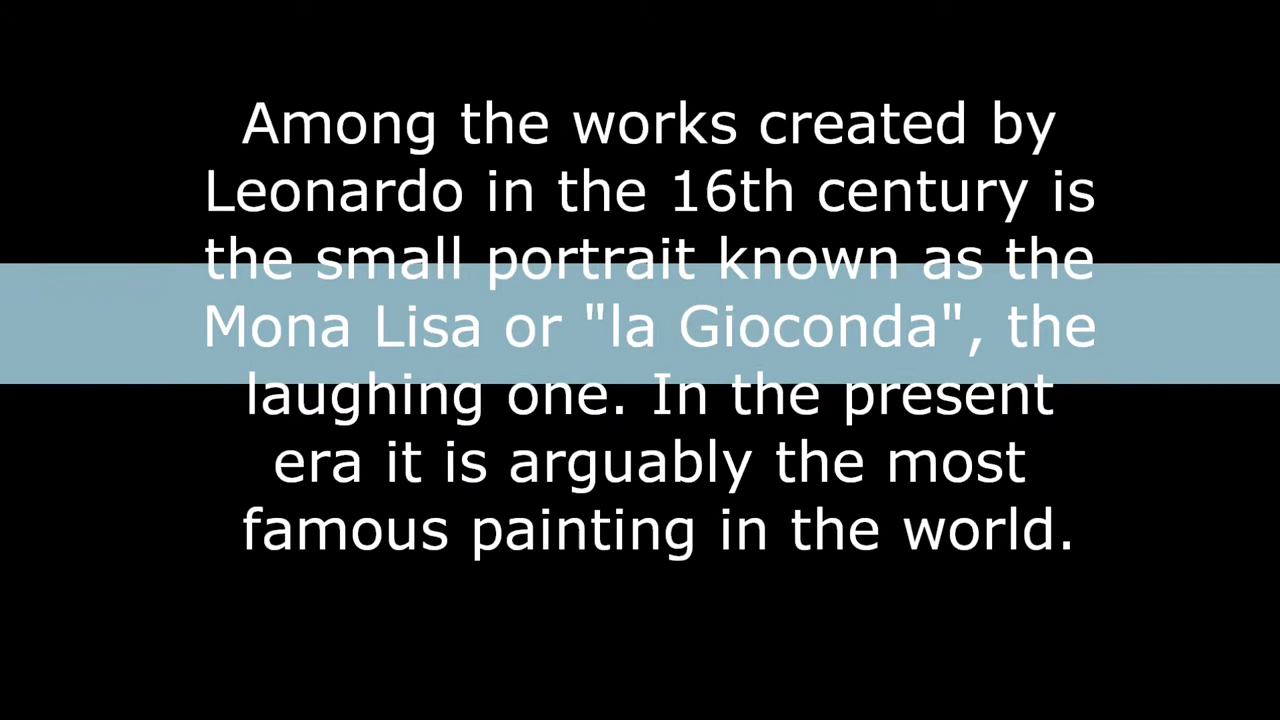 Among the works created by
Leonardo in the 16th century is
the small portrait known as the
Mona Lisa or "la Gioconda", the
laughing one. In the present
era it is arguably the most
famous painting in the world.